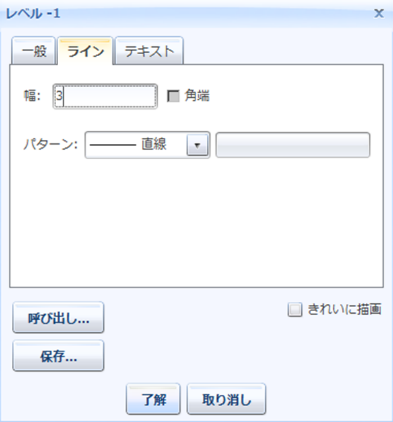 レベル -1
一般 ライン テキスト
幅: 3 角端
パターン: 直線
きれいに描画
呼び出し...
保存...
了解 取り消し